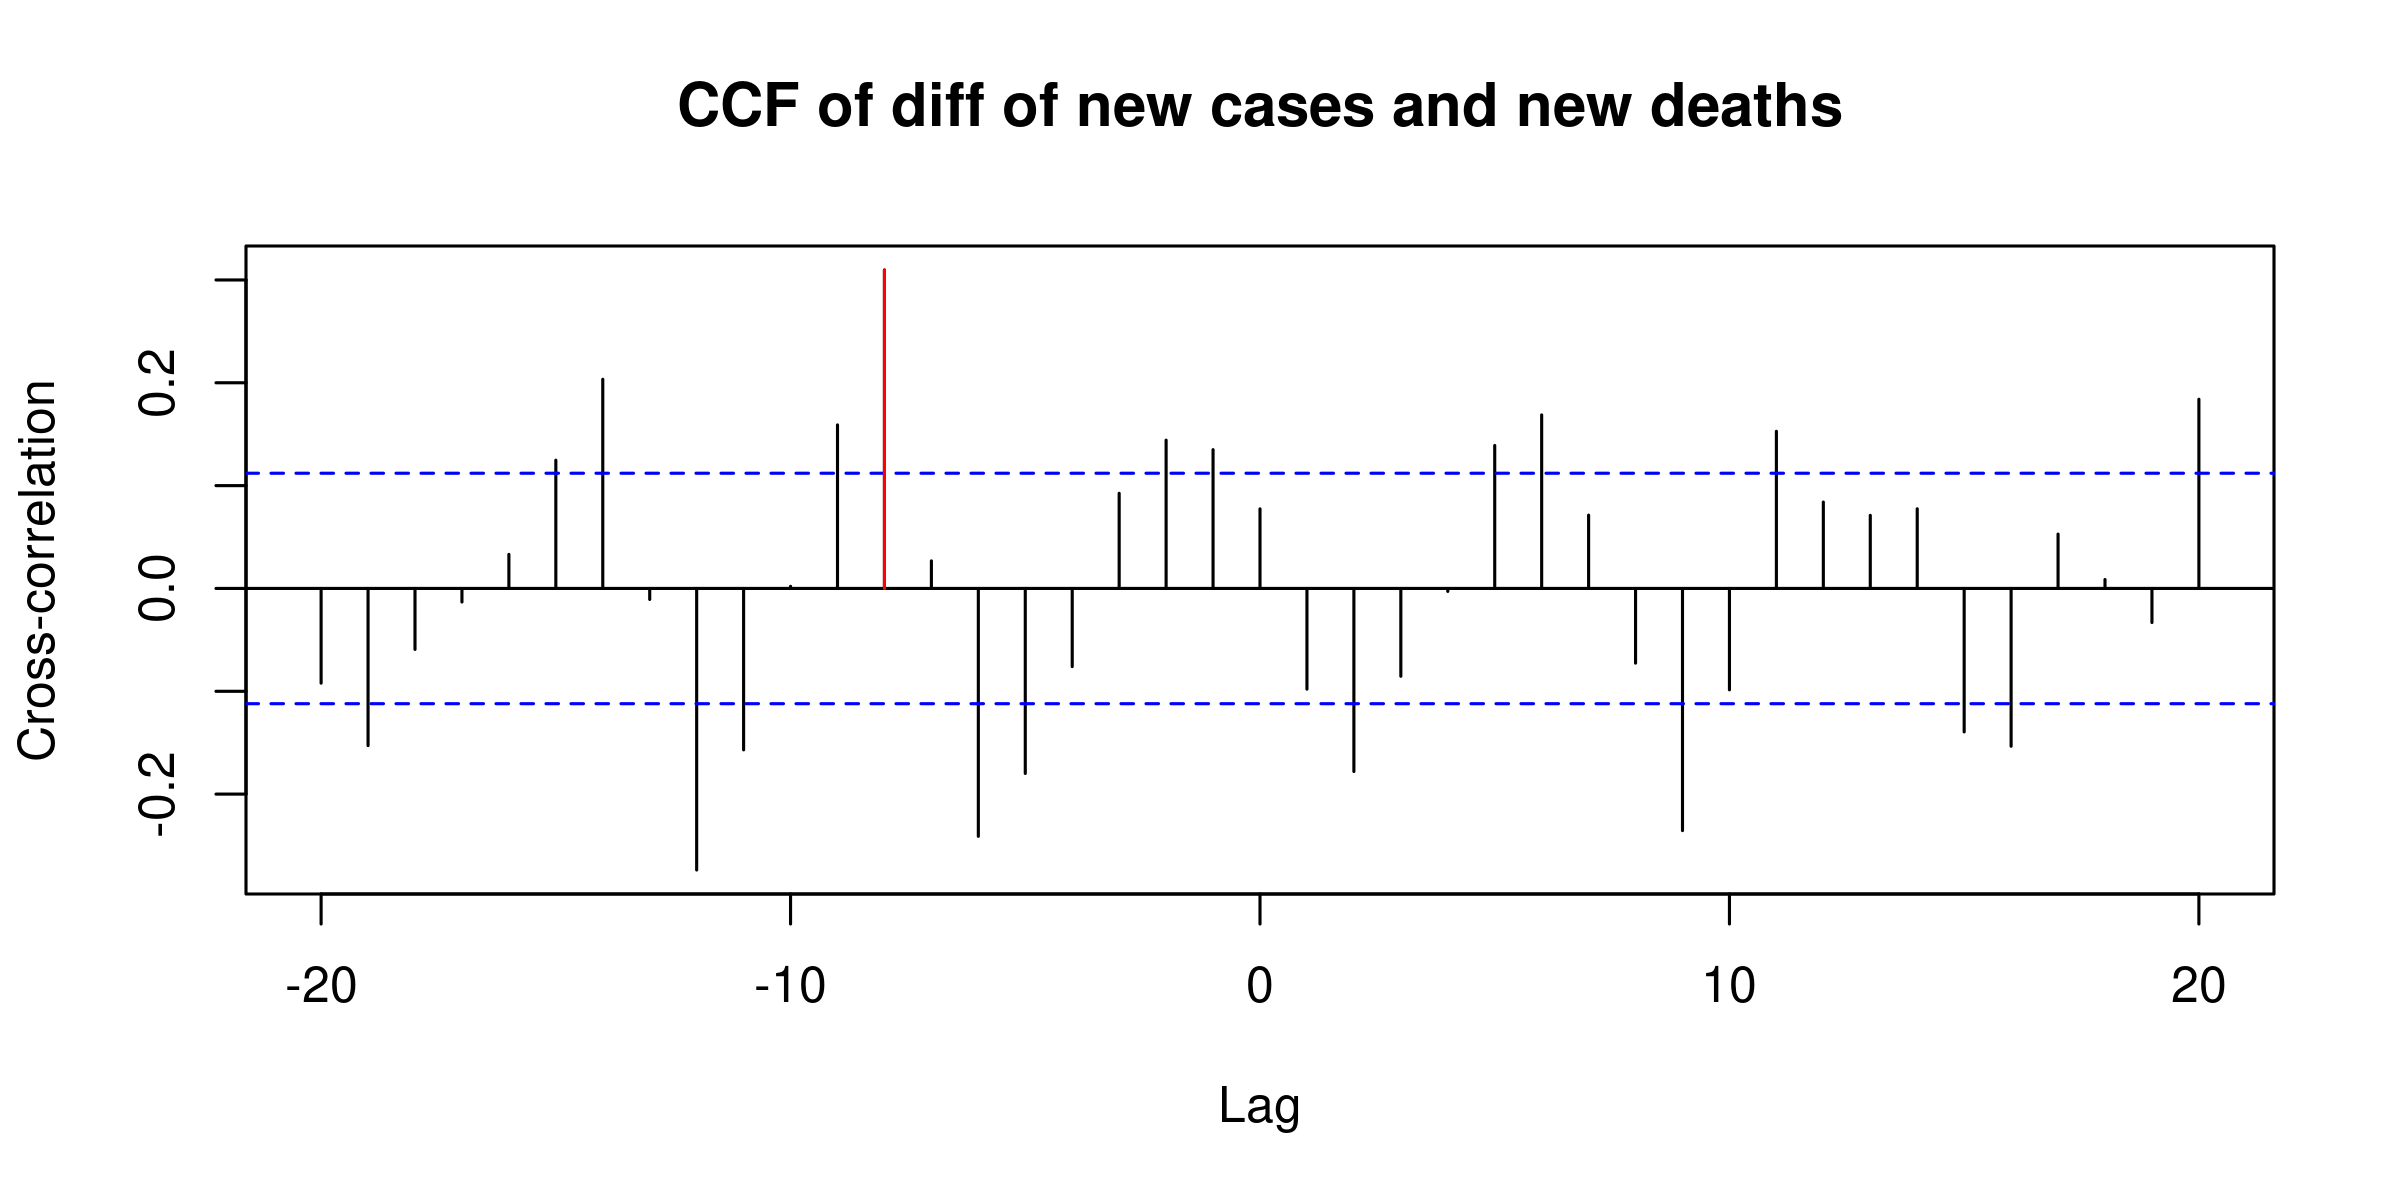 CCF of diff of new cases and new deaths
Cross-correlation
0.2
0.0
-0.2
-20 -10 0 10 20
Lag